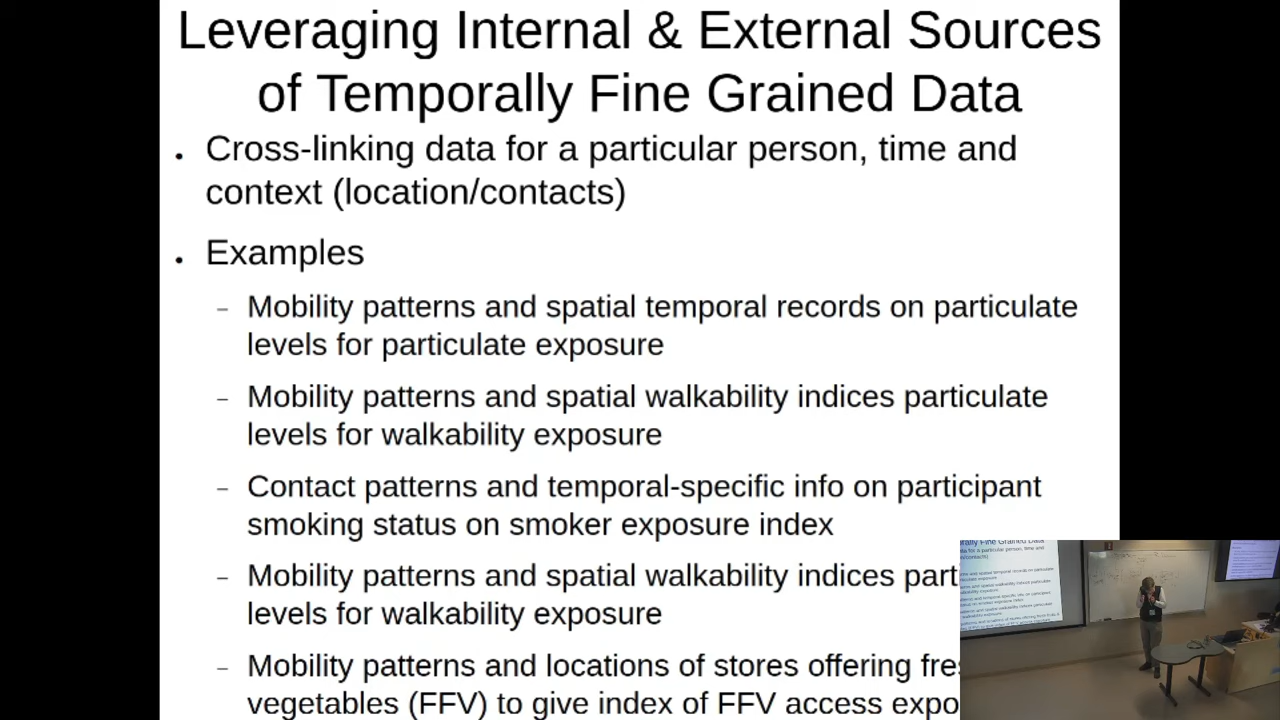 Leveraging Internal & External Sources
of Temporally Fine Grained Data
Cross-linking data for a particular person, time and
context (location/contacts)
Examples
Mobility patterns and spatial temporal records on particulate
levels for particulate exposure
Mobility patterns and spatial walkability indices particulate
levels for walkability exposure
Contact patterns and temporal-specific info on participant
smoking status on smoker exposure index
Mobility patterns and spatial walkability indices part
levels for walkability exposure
Mobility patterns and locations of stores offering fre
vegetables (FFV) to give index of FFV access expo